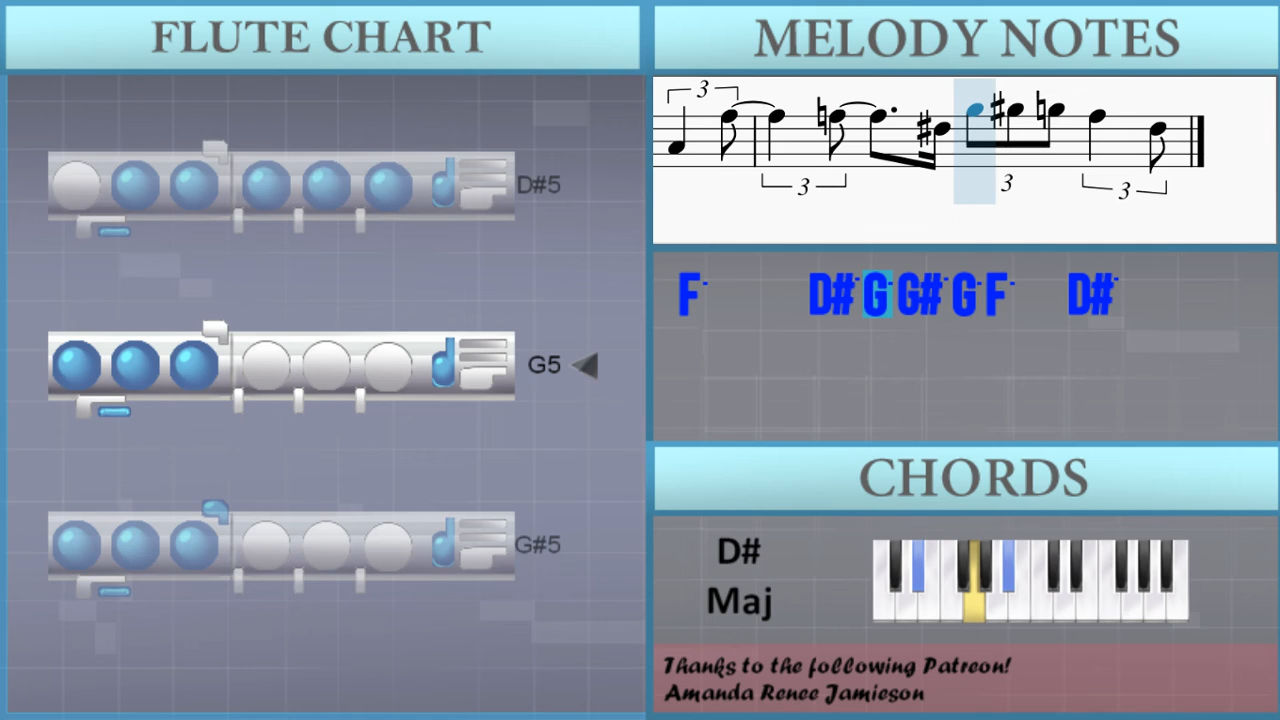 FLUTE CHART
D#5
G5
G#5
MELODY NOTES
3
3 3 3
F- D#- G- G#- G- F- D#-
CHORDS
D#
Maj
Thanks to the following Patreon!
Amanda Renee Jamieson